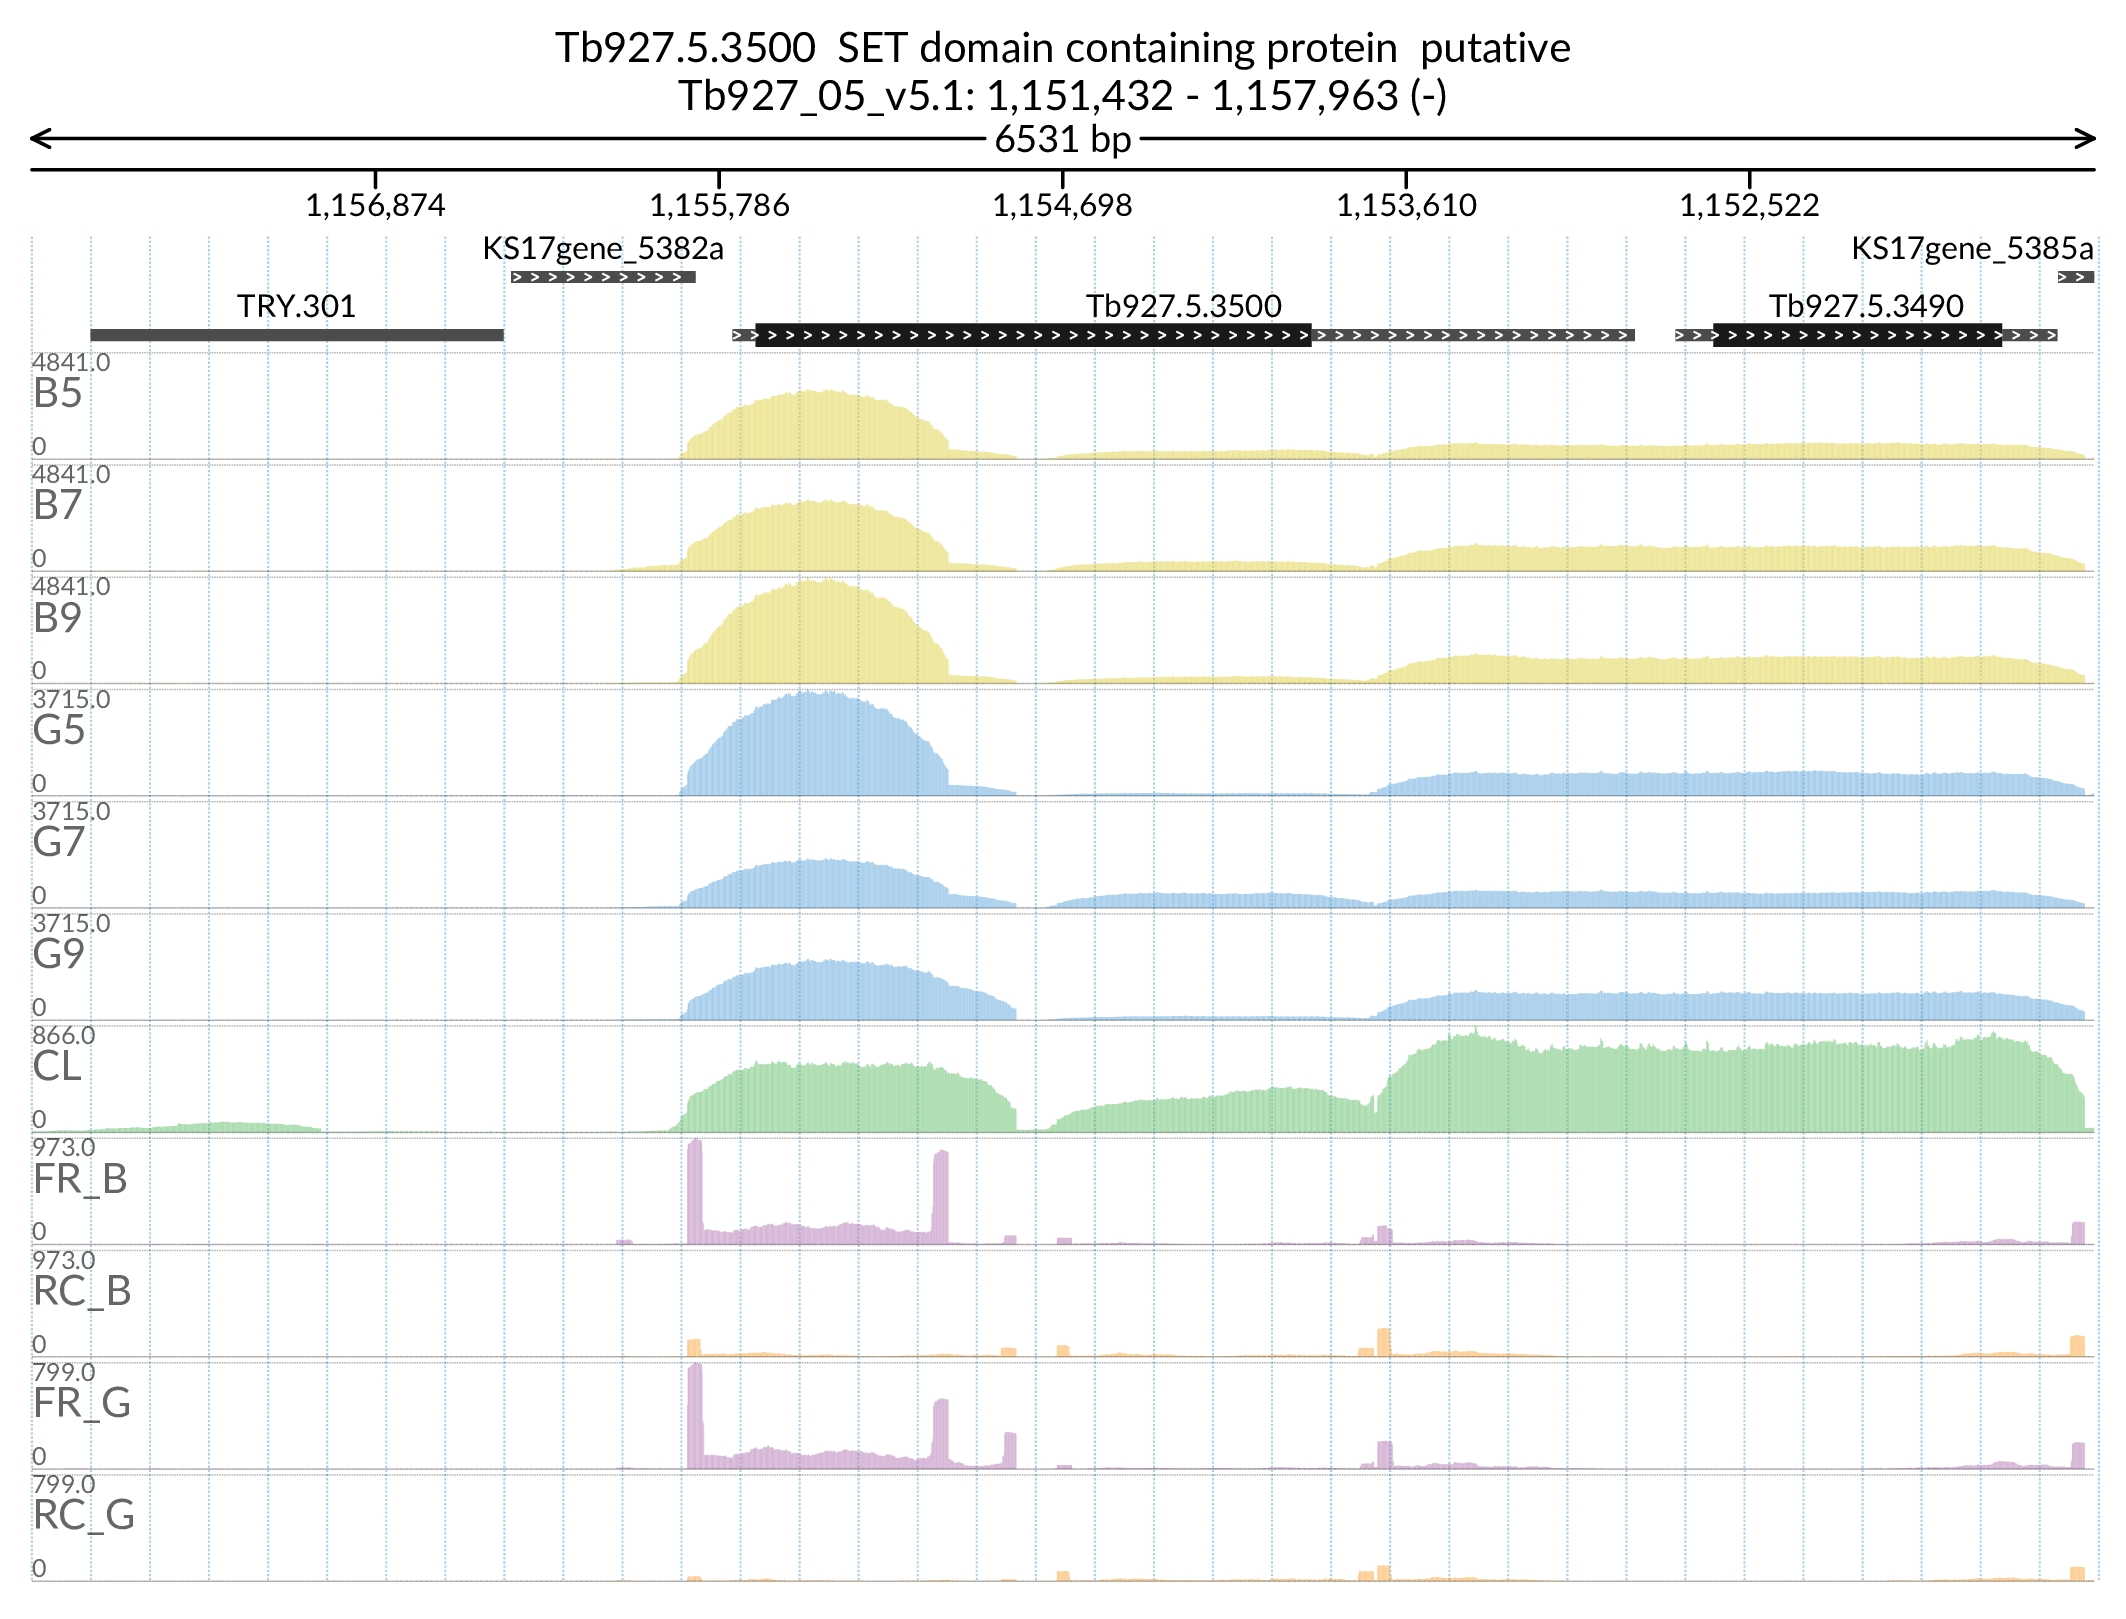 Tb927.5.3500  SET domain containing protein  putative
Tb927_05_v5.1: 1,151,432 - 1,157,963 (-)
6531 bp
1,156,874 1,155,786 1,154,698 1,153,610 1,152,522
KS17gene_5382a KS17gene_5385a
TRY.301 Tb927.5.3500 Tb927.5.3490
4841.0
B5
0
4841.0
B7
0
4841.0
B9
0
3715.0
G5
0
3715.0
G7
0
3715.0
G9
0
866.0
CL
0
973.0
FR_B
0
973.0
RC_B
0
799.0
FR_G
0
799.0
RC_G
0